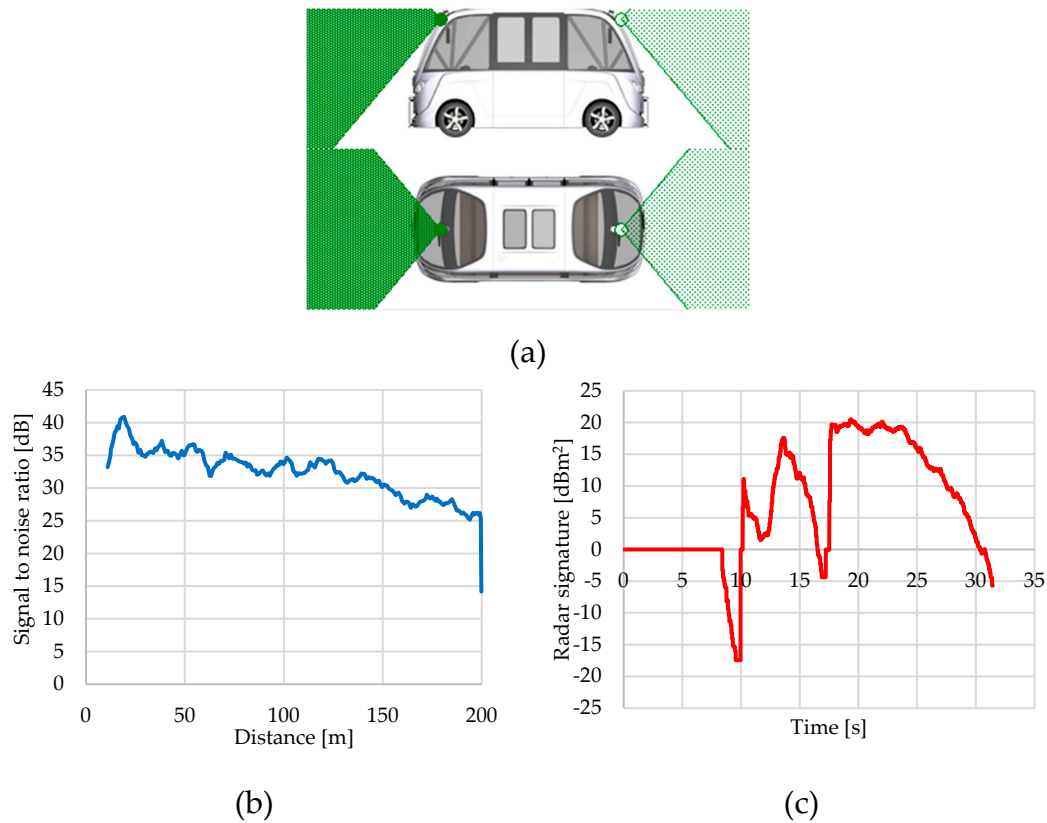 (a)
Signal to noise ratio [dB]
45
40
35
30
25
20
15
10
5
0
0 50 100 150 200
Distance [m]
(b)
Radar signature [dBm²]
25
20
15
10
5
0
-5
-10
-15
-20
-25
0 5 10 15 20 25 30 35
Time [s]
(c)